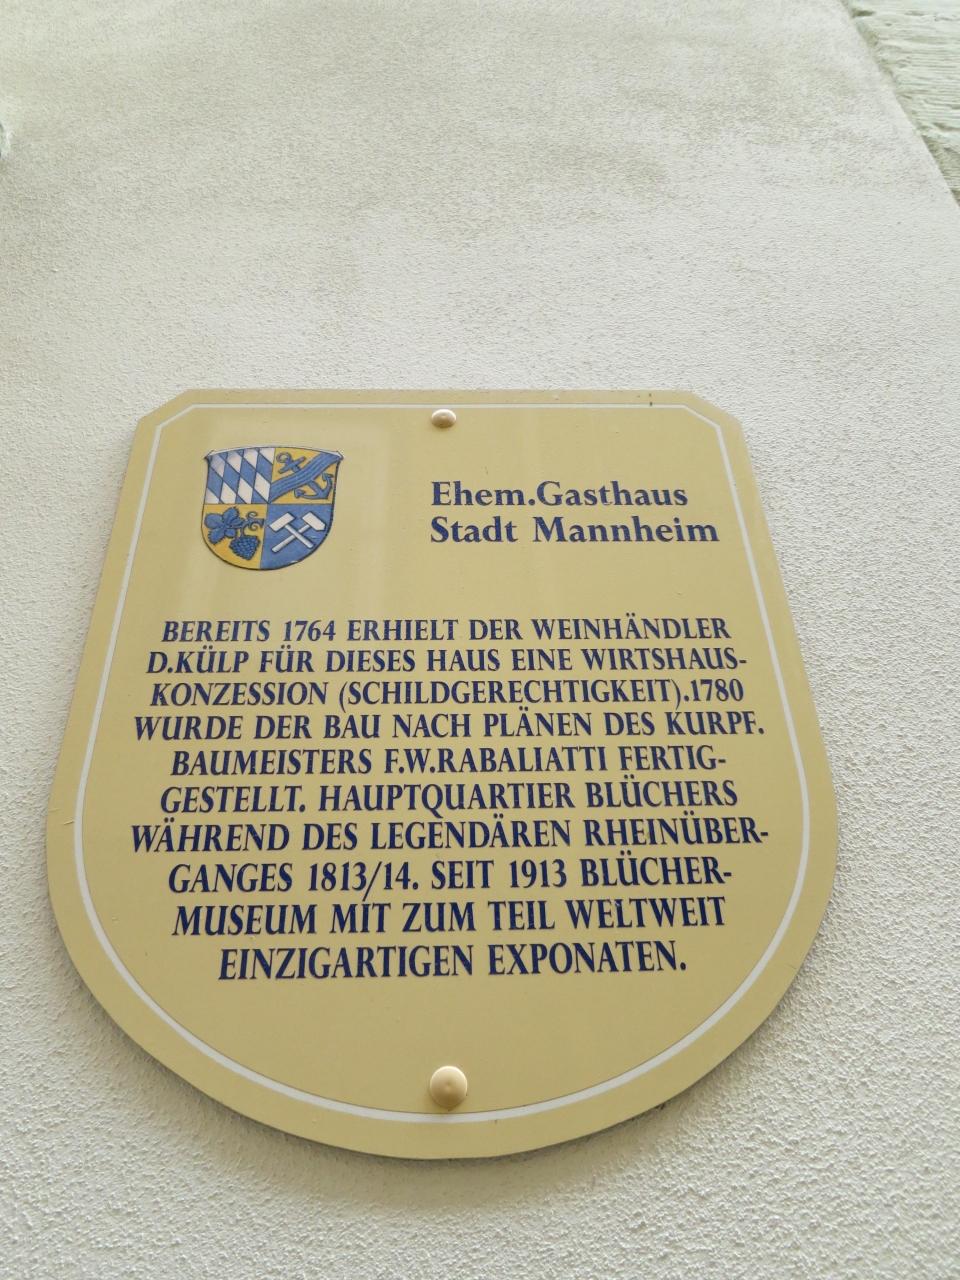 Ehem.Gasthaus
Stadt Mannheim
BEREITS 1764 ERHIELT DER WEINHÄNDLER
D.KÜLP FÜR DIESES HAUS EINE WIRTSHAUS-
KONZESSION (SCHILDGERECHTIGKEIT).1780
WURDE DER BAU NACH PLÄNEN DES KURPF.
BAUMEISTERS F.W.RABALIATTI FERTIG-
GESTELLT. HAUPTQUARTIER BLÜCHERS
WÄHREND DES LEGENDÄREN RHEINÜBER-
GANGES 1813/14. SEIT 1913 BLÜCHER-
MUSEUM MIT ZUM TEIL WELTWEIT
EINZIGARTIGEN EXPONATEN.